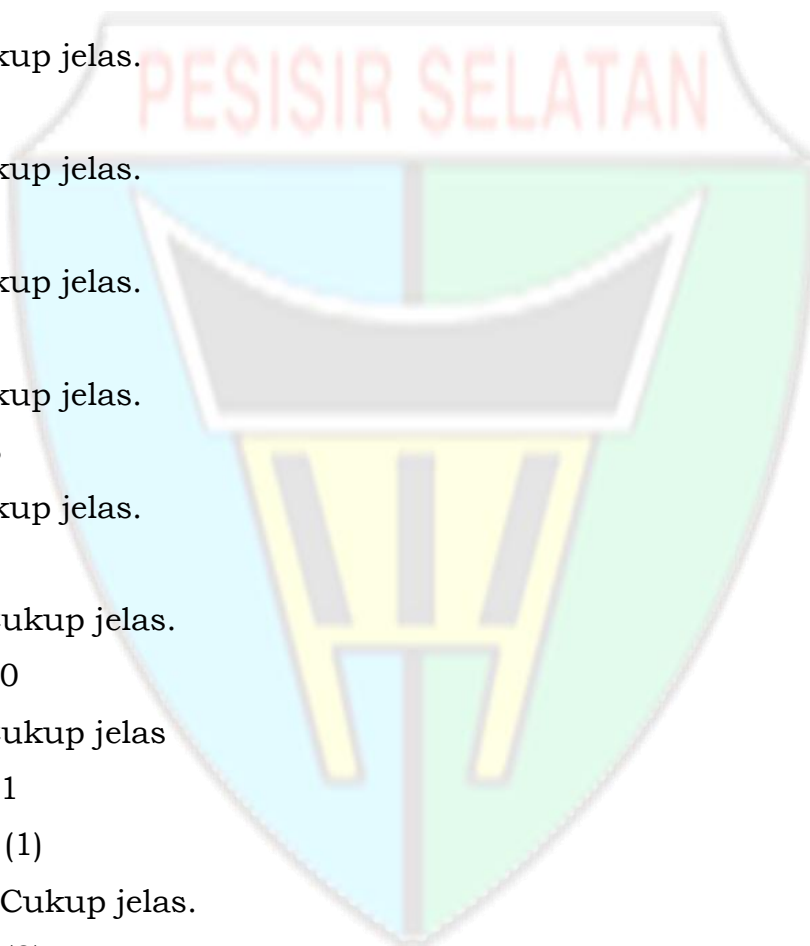 PESISIR SELATAN
kup jelas.
kup jelas.
kup jelas.
kup jelas.
kup jelas.
ukup jelas.
0
ukup jelas
1
(1)
Cukup jelas.